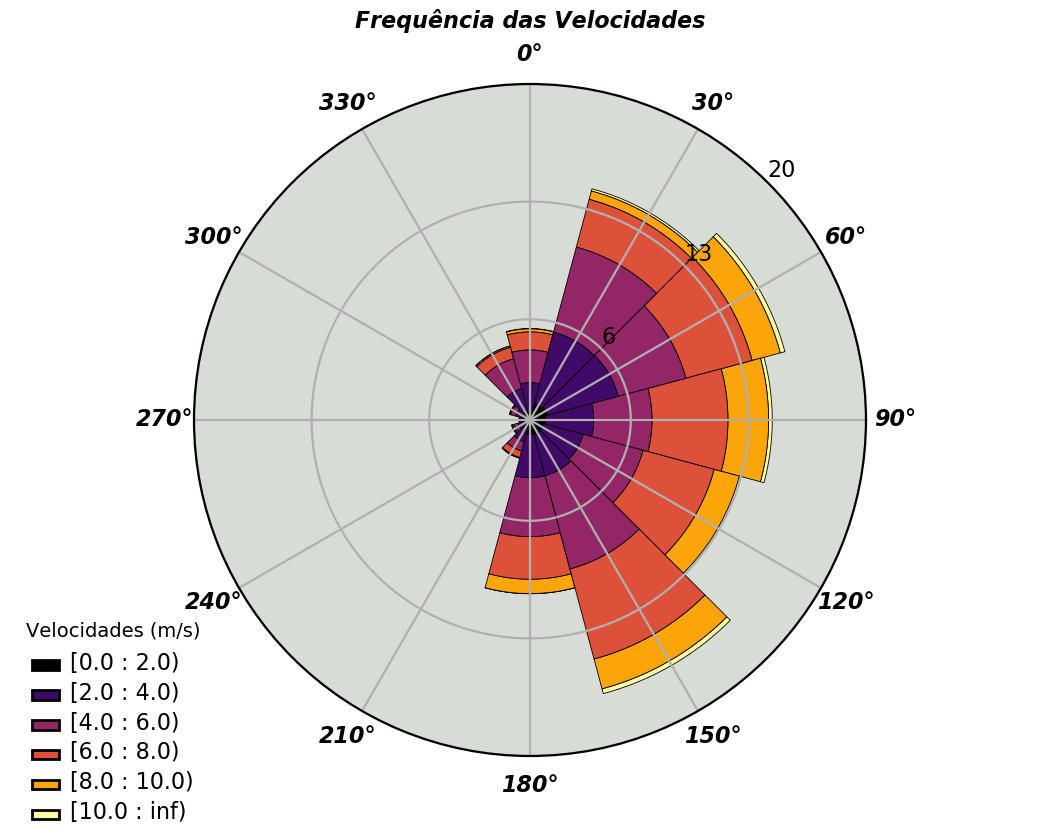 Frequência das Velocidades
0°
330°
30°
20
300°
60°
13
6
270°
90°
240°
120°
210°
150°
180°
Velocidades (m/s)
[0.0 : 2.0)
[2.0 : 4.0)
[4.0 : 6.0)
[6.0 : 8.0)
[8.0 : 10.0)
[10.0 : inf)